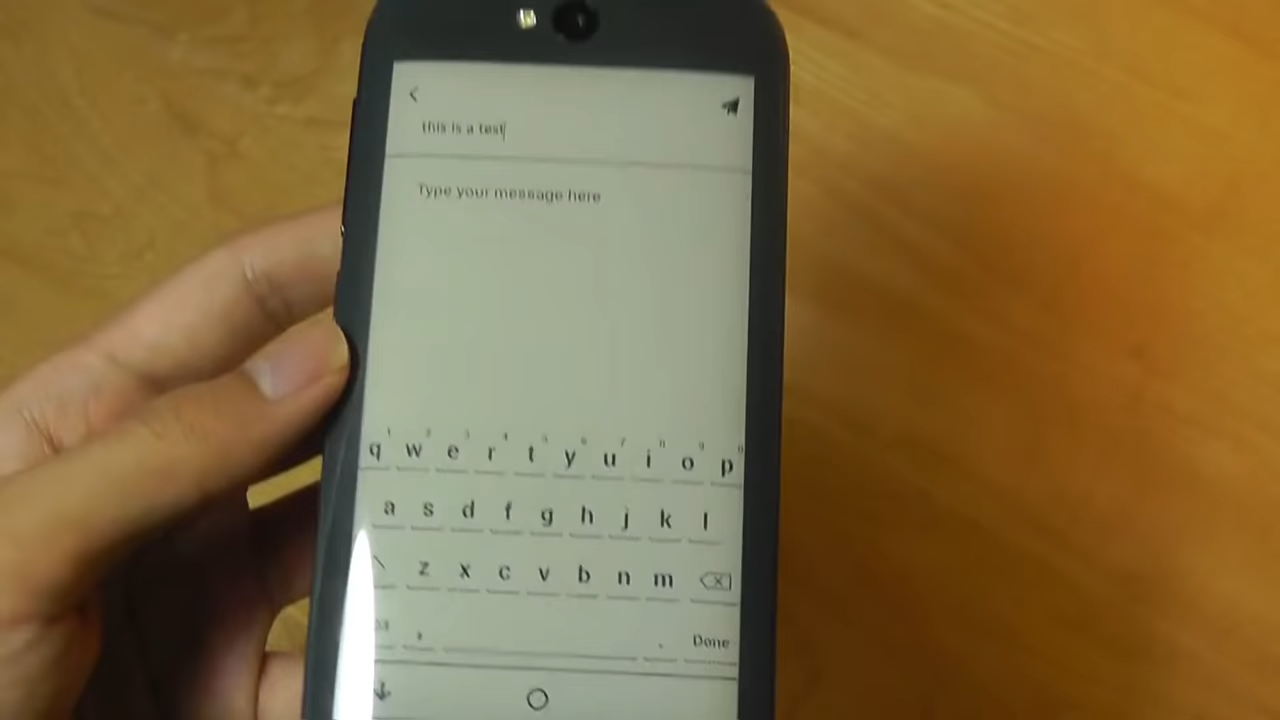 this is a test
Type your message here
q w e r t y u i o p
a s d f g h j k l
z x c v b n m
, . Done